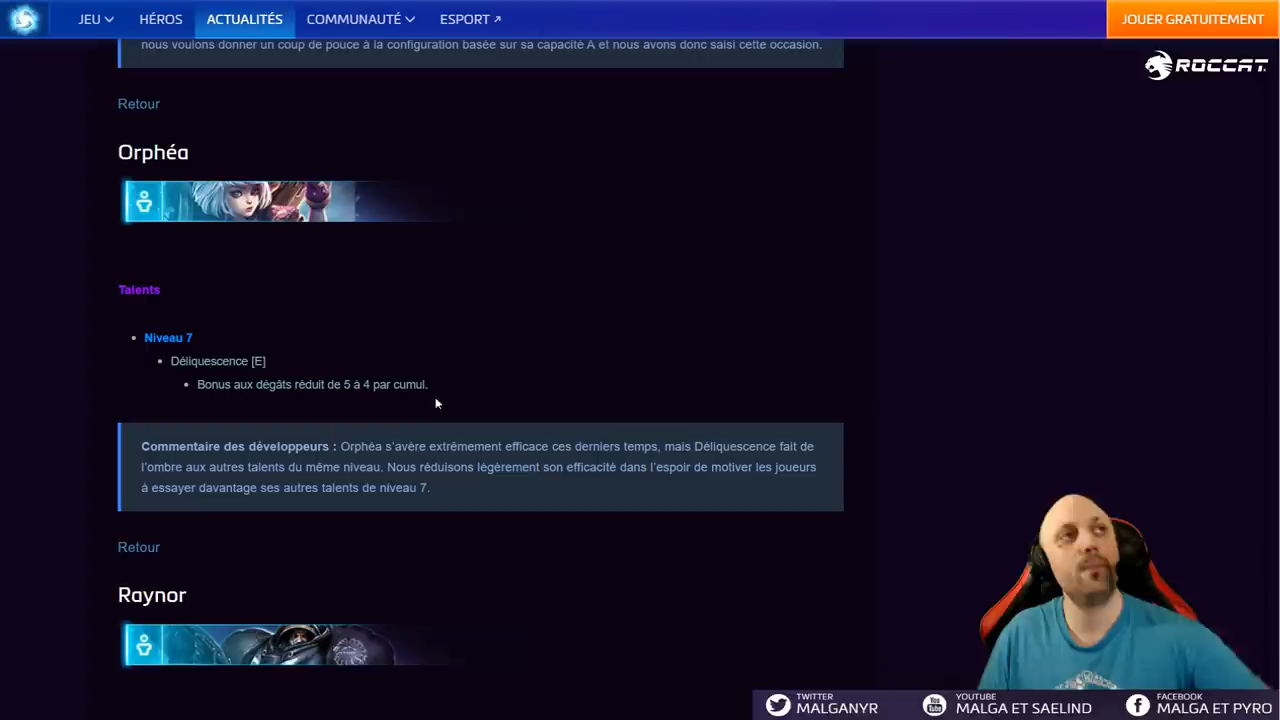 JEU HÉROS ACTUALITÉS COMMUNAUTÉ ESPORT JOUER GRATUITEMENT
nous voulons donner un coup de pouce à la configuration basée sur sa capacité A et nous avons donc saisi cette occasion.
ROCCAT
Retour
Orphéa
Talents
Niveau 7
Déliquescence [E]
Bonus aux dégâts réduit de 5 à 4 par cumul.
Commentaire des développeurs : Orphéa s’avère extrêmement efficace ces derniers temps, mais Déliquescence fait de
l’ombre aux autres talents du même niveau. Nous réduisons légèrement son efficacité dans l’espoir de motiver les joueurs
à essayer davantage ses autres talents de niveau 7.
Retour
Raynor
TWITTER
MALGANYR
YOUTUBE
MALGA ET SAELIND
FACEBOOK
MALGA ET PYRO